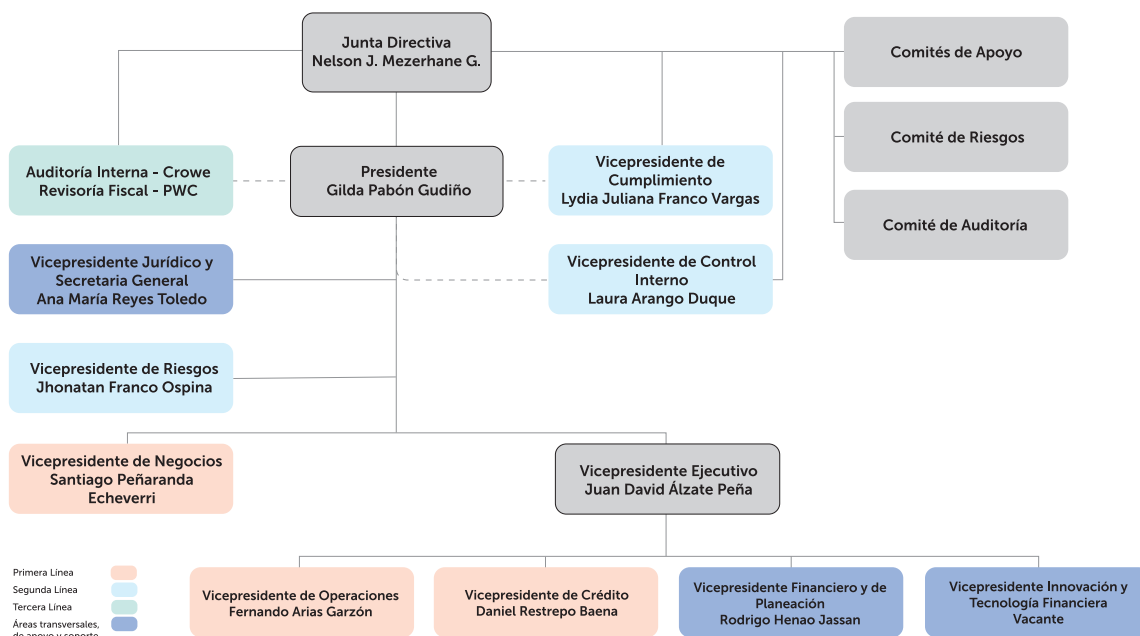 Junta Directiva
Nelson J. Mezerhane G.
Comités de Apoyo
Comité de Riesgos
Comité de Auditoría
Auditoría Interna - Crowe
Revisoría Fiscal - PWC
Presidente
Gilda Pabón Gudiño
Vicepresidente de
Cumplimiento
Lydia Juliana Franco Vargas
Vicepresidente Jurídico y
Secretaria General
Ana María Reyes Toledo
Vicepresidente de Control
Interno
Laura Arango Duque
Vicepresidente de Riesgos
Jhonatan Franco Ospina
Vicepresidente de Negocios
Santiago Peñaranda
Echeverri
Vicepresidente Ejecutivo
Juan David Álzate Peña
Vicepresidente de Operaciones
Fernando Arias Garzón
Vicepresidente de Crédito
Daniel Restrepo Baena
Vicepresidente Financiero y de
Planeación
Rodrigo Henao Jassan
Vicepresidente Innovación y
Tecnología Financiera
Vacante
Primera Línea
Segunda Línea
Tercera Línea
Áreas transversales,
de apoyo y soporte